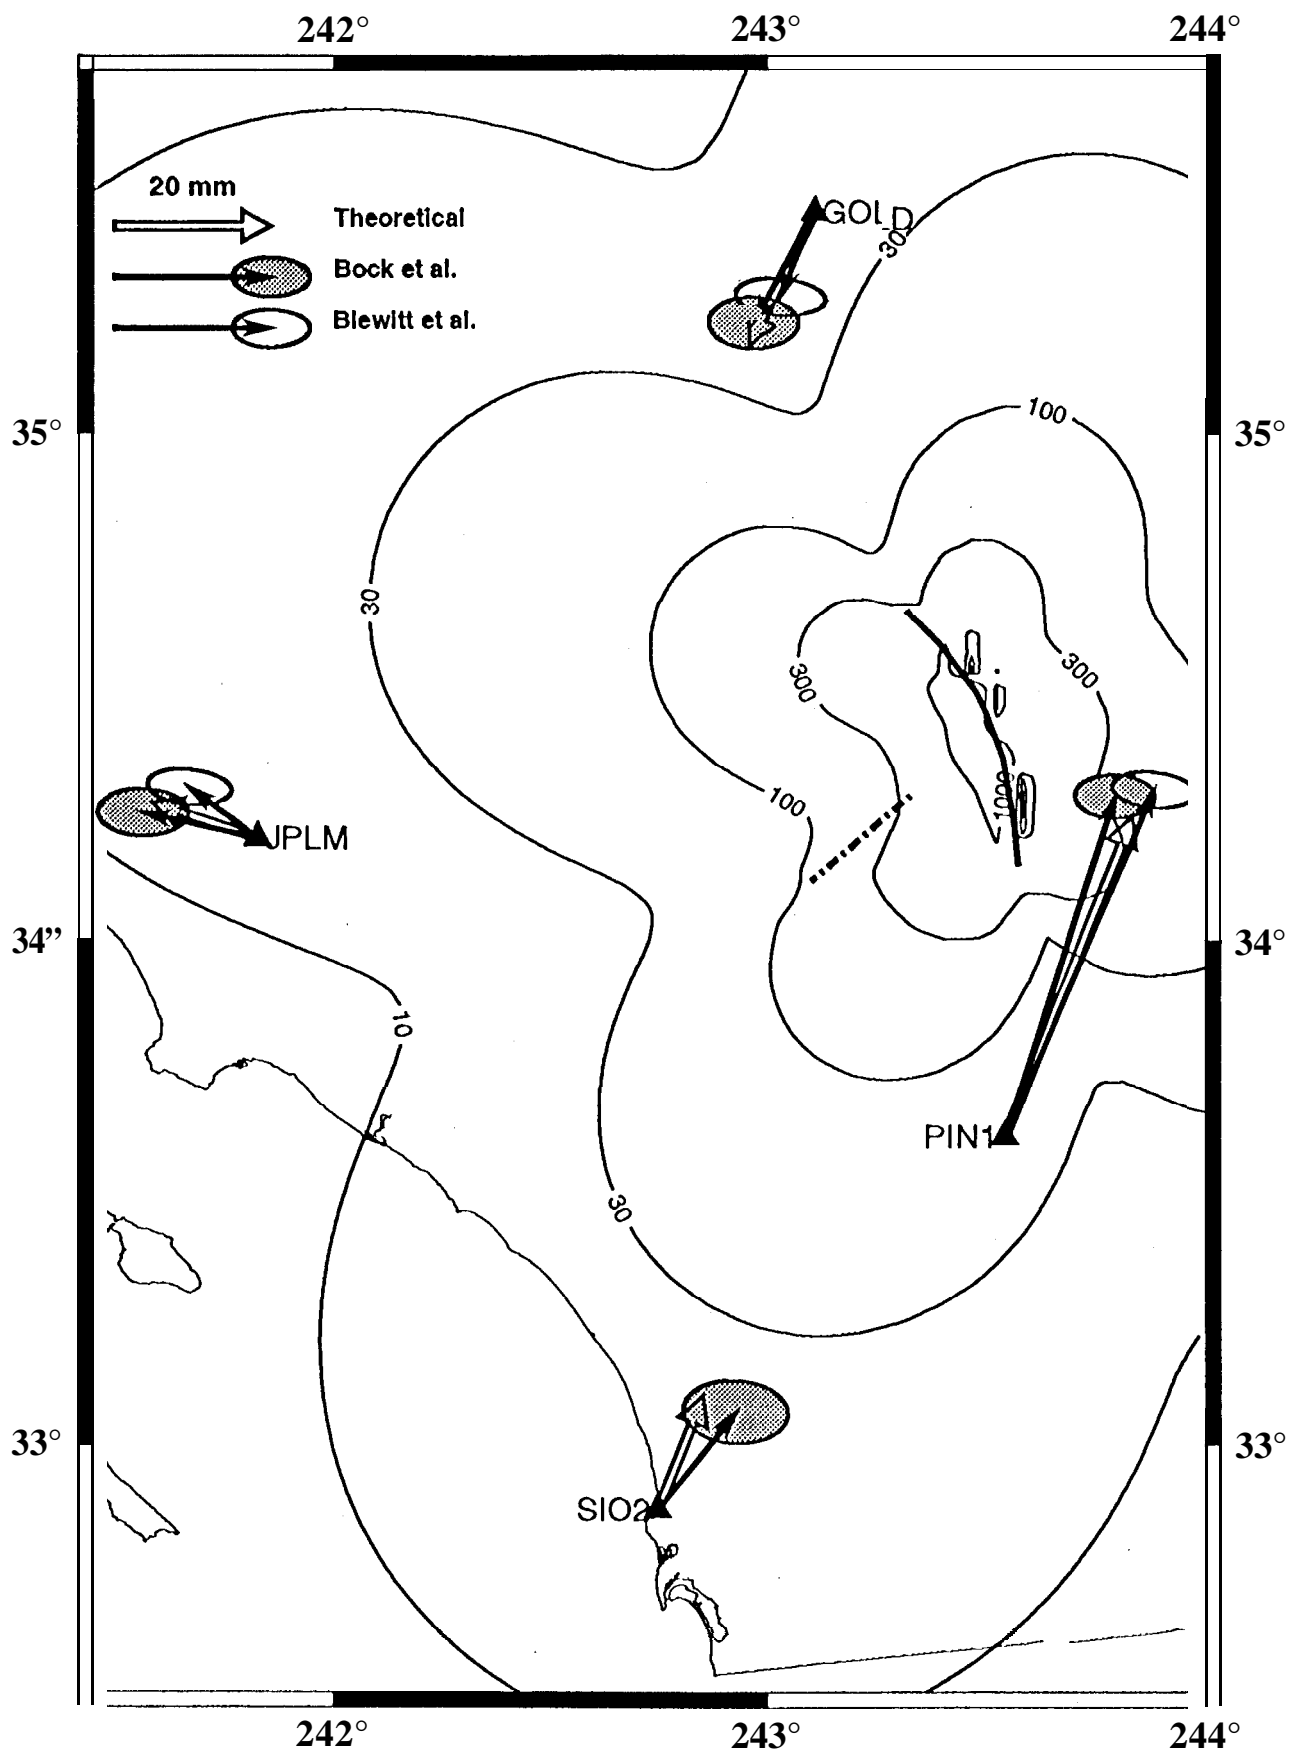 242° 243° 244°
20 mm
Theoretical
Bock et al.
Blewitt et al.
GOLD
30
35° 35°
100
30
300
300
1000
100
JPLM
34” 34°
10
PIN1
30
33° 33°
SIO2
242° 243° 244°